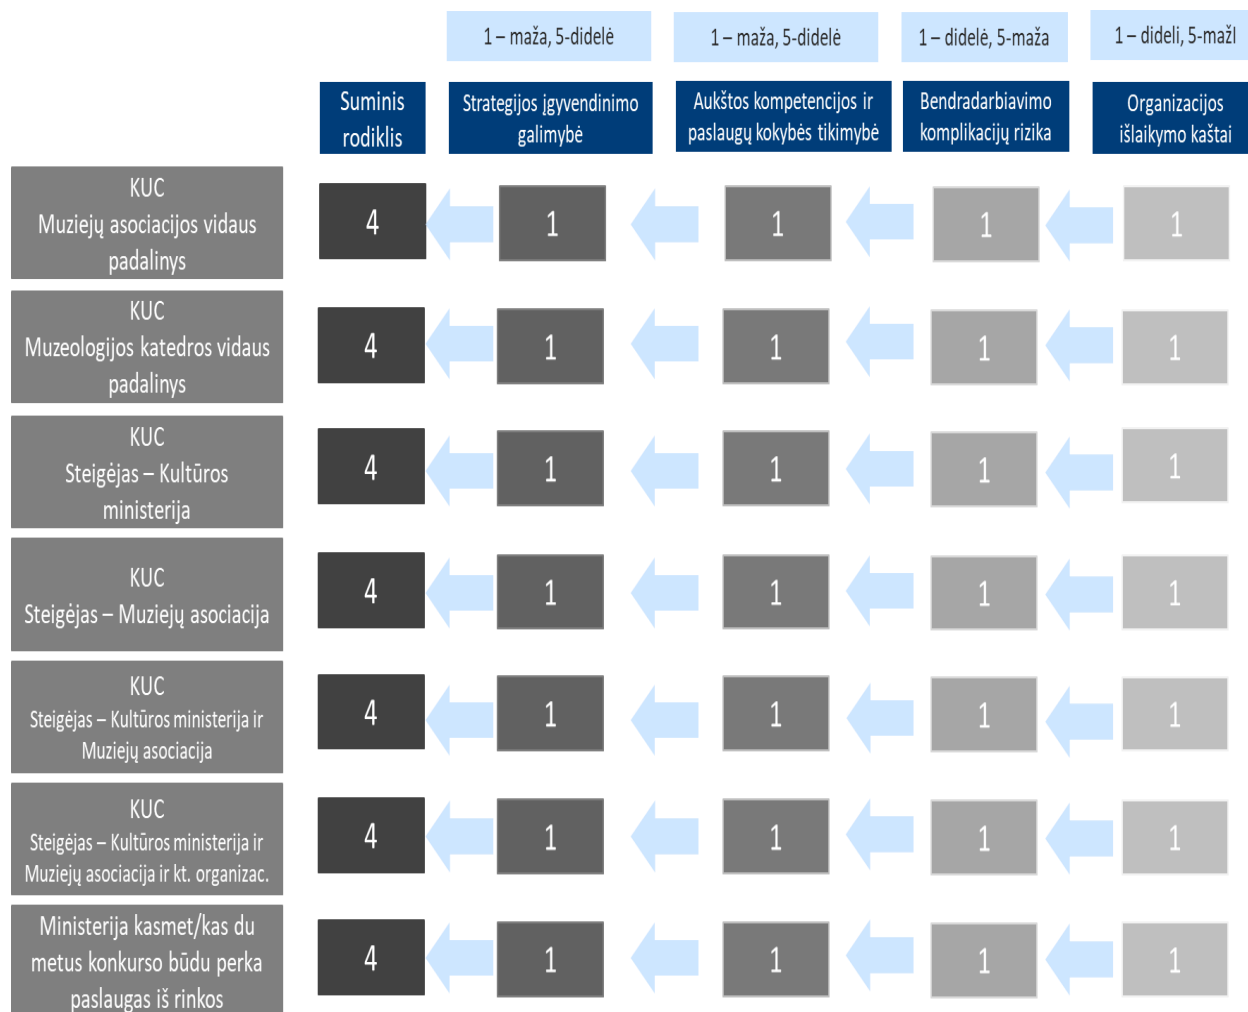 1 – maža, 5-didelė
1 – maža, 5-didelė
1 – didelė, 5-maža
1 – dideli, 5-mažl
Suminis
rodiklis
Strategijos įgyvendinimo
galimybė
Aukštos kompetencijos ir
paslaugų kokybės tikimybė
Bendradarbiavimo
komplikacijų rizika
Organizacijos
išlaikymo kaštai
KUC
Muziejų asociacijos vidaus
padalinys
4
1
1
1
1
KUC
Muzeologijos katedros vidaus
padalinys
4
1
1
1
1
KUC
Steigėjas – Kultūros
ministerija
4
1
1
1
1
KUC
Steigėjas – Muziejų asociacija
4
1
1
1
1
KUC
Steigėjas – Kultūros ministerija ir
Muziejų asociacija
4
1
1
1
1
KUC
Steigėjas – Kultūros ministerija ir
Muziejų asociacija ir kt. organizac.
4
1
1
1
1
Ministerija kasmet/kas du
metus konkurso būdu perka
paslaugas iš rinkos
4
1
1
1
1